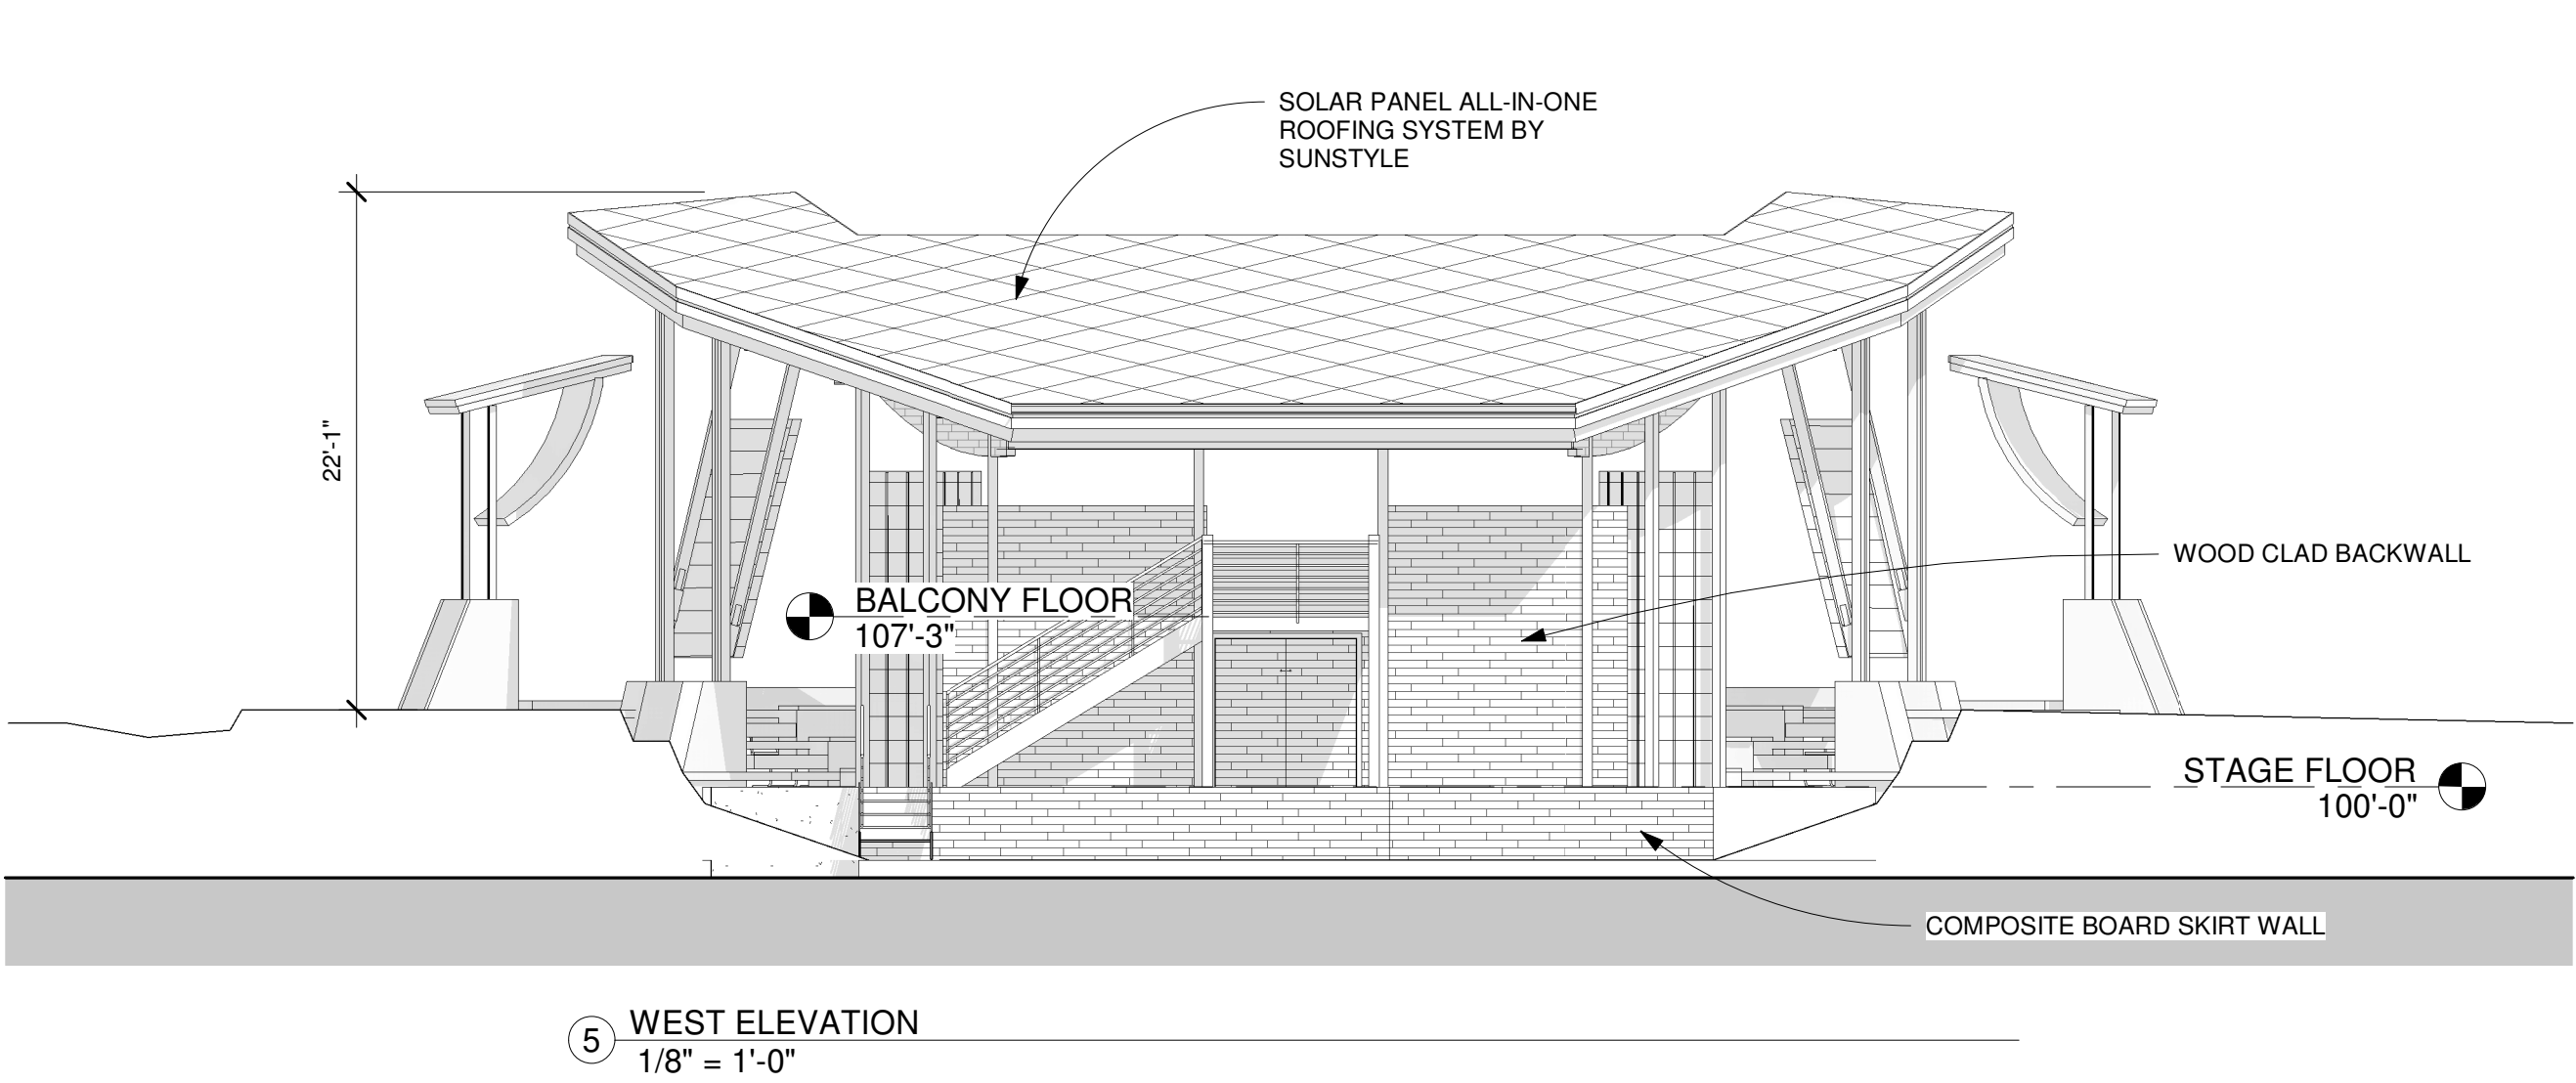 SOLAR PANEL ALL-IN-ONE
ROOFING SYSTEM BY
SUNSTYLE
22'-1"
WOOD CLAD BACKWALL
BALCONY FLOOR
107'-3"
STAGE FLOOR
100'-0"
COMPOSITE BOARD SKIRT WALL
5
WEST ELEVATION
1/8" = 1'-0"